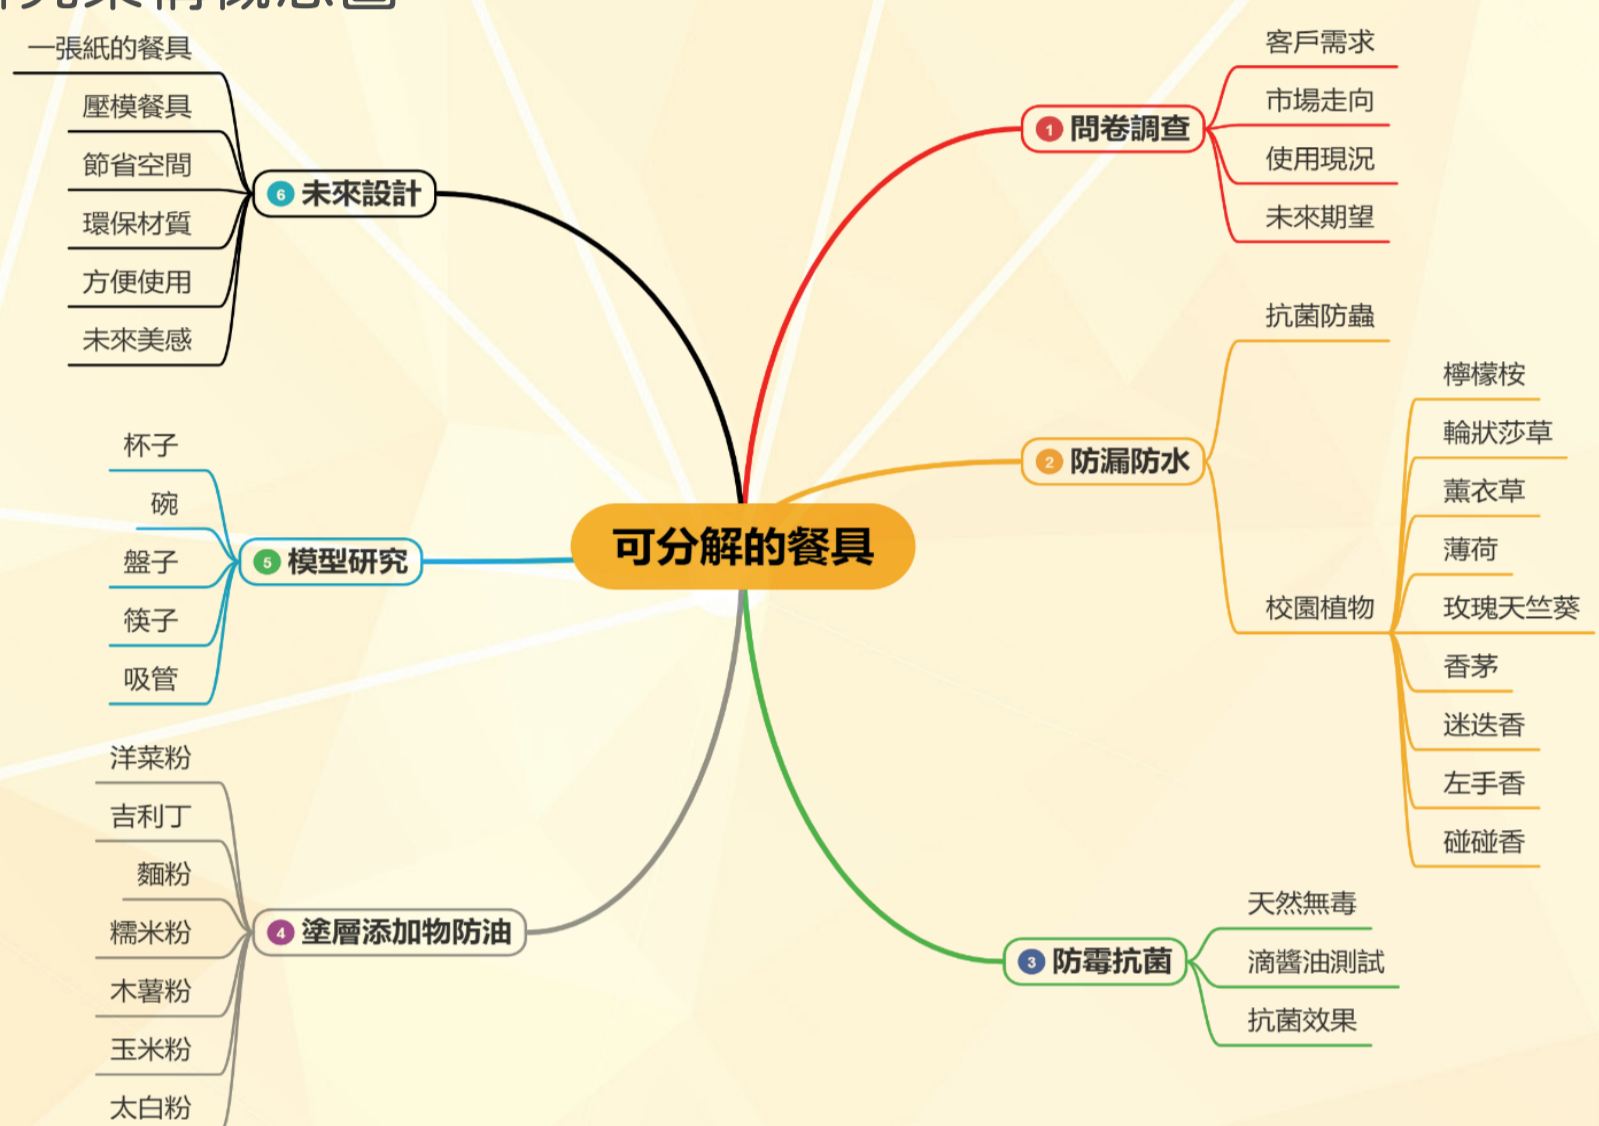 可分解的餐具
1 問卷調查
客戶需求
市場走向
使用現況
未來期望
2 防漏防水
抗菌防蟲
校園植物
檸檬桉
輪狀莎草
薰衣草
薄荷
玫瑰天竺葵
香茅
迷迭香
左手香
碰碰香
3 防霉抗菌
天然無毒
滴醬油測試
抗菌效果
4 塗層添加物防油
洋菜粉
吉利丁
麵粉
糯米粉
木薯粉
玉米粉
太白粉
5 模型研究
杯子
碗
盤子
筷子
吸管
6 未來設計
一張紙的餐具
壓模餐具
節省空間
環保材質
方便使用
未來美感